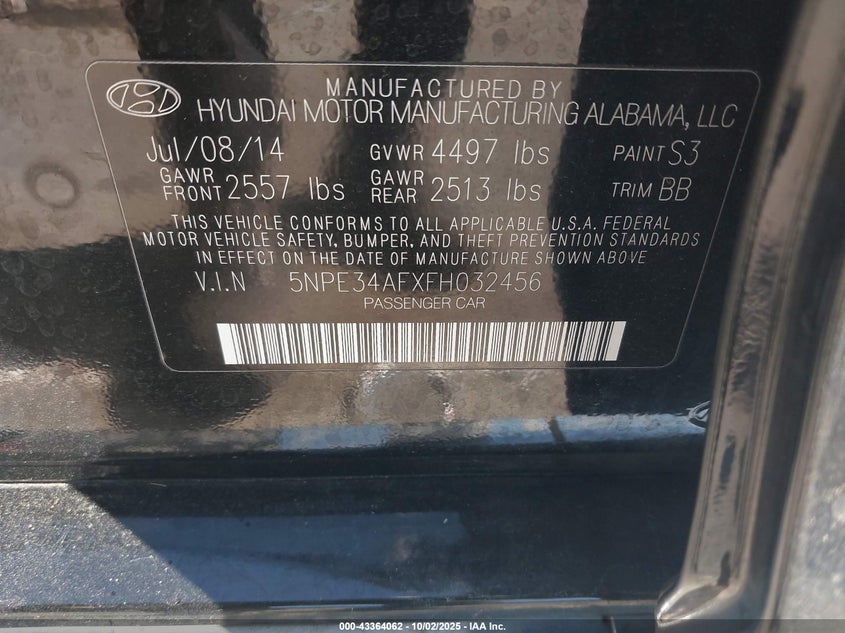 MANUFACTURED BY
HYUNDAI MOTOR MANUFACTURING ALABAMA, LLC
Jul/08/14 GVWR 4497 lbs PAINT S3
GAWR FRONT 2557 lbs GAWR REAR 2513 lbs TRIM BB
THIS VEHICLE CONFORMS TO ALL APPLICABLE U.S.A. FEDERAL
MOTOR VEHICLE SAFETY, BUMPER, AND THEFT PREVENTION STANDARDS
IN EFFECT ON THE DATE OF MANUFACTURE SHOWN ABOVE
V.I.N 5NPE34AFXFH032456
PASSENGER CAR
000-43364062 - 10/02/2025 - IAA Inc.